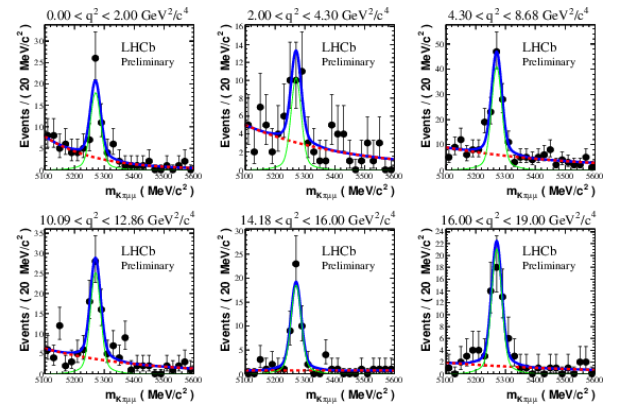 0.00 < q² < 2.00 GeV²/c⁴
Events / ( 20 MeV/c² )
30
25
20
15
10
5
0
LHCb
Preliminary
5100 5200 5300 5400 5500 5600
m_Kπμμ ( MeV/c² )
2.00 < q² < 4.30 GeV²/c⁴
Events / ( 20 MeV/c² )
16
14
12
10
8
6
4
2
0
LHCb
Preliminary
5100 5200 5300 5400 5500 5600
m_Kπμμ ( MeV/c² )
4.30 < q² < 8.68 GeV²/c⁴
Events / ( 20 MeV/c² )
50
40
30
20
10
0
LHCb
Preliminary
5100 5200 5300 5400 5500 5600
m_Kπμμ ( MeV/c² )
10.09 < q² < 12.86 GeV²/c⁴
Events / ( 20 MeV/c² )
35
30
25
20
15
10
5
0
LHCb
Preliminary
5100 5200 5300 5400 5500 5600
m_Kπμμ ( MeV/c² )
14.18 < q² < 16.00 GeV²/c⁴
Events / ( 20 MeV/c² )
30
25
20
15
10
5
0
LHCb
Preliminary
5100 5200 5300 5400 5500 5600
m_Kπμμ ( MeV/c² )
16.00 < q² < 19.00 GeV²/c⁴
Events / ( 20 MeV/c² )
24
22
20
18
16
14
12
10
8
6
4
2
0
LHCb
Preliminary
5100 5200 5300 5400 5500 5600
m_Kπμμ ( MeV/c² )